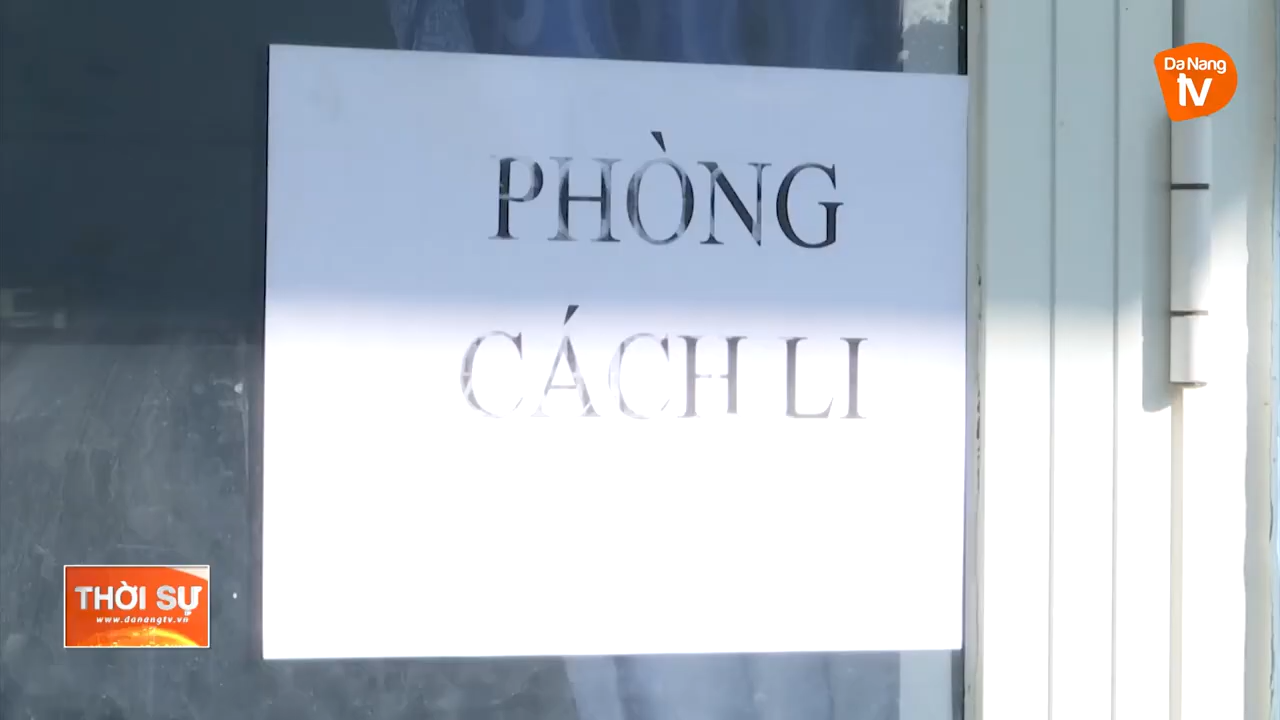 Da Nang
tv
PHÒNG
CÁCH LI
THỜI SỰ
www.danangtv.vn